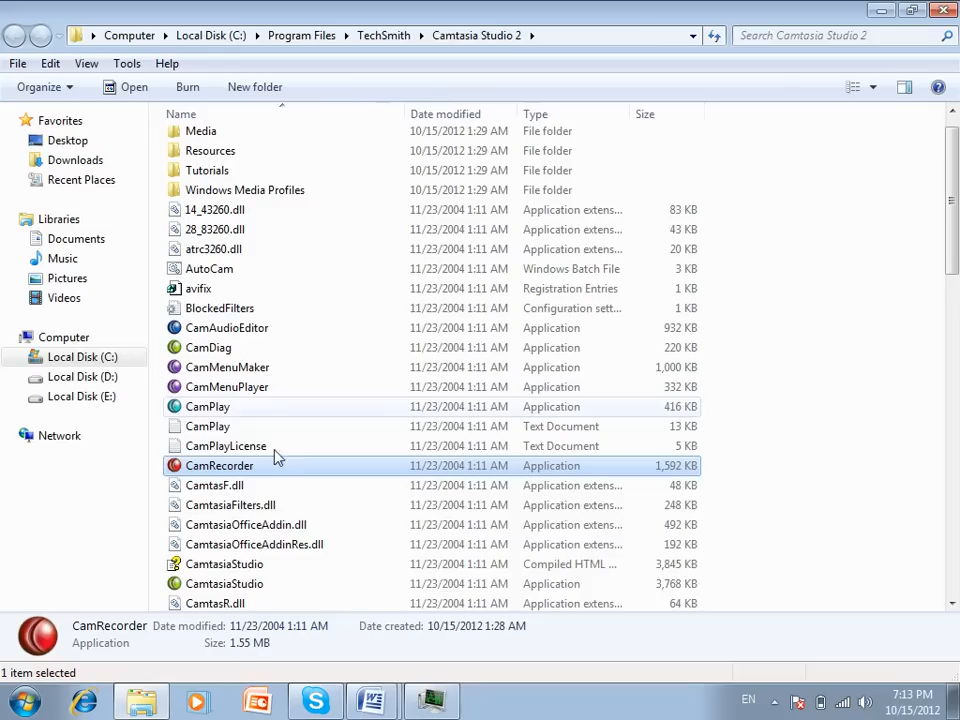 Computer Local Disk (C:) Program Files TechSmith Camtasia Studio 2 Search Camtasia Studio 2
File Edit View Tools Help
Organize Open Burn New folder
Name Date modified Type Size
Favorites
Desktop
Downloads
Recent Places
Libraries
Documents
Music
Pictures
Videos
Computer
Local Disk (C:)
Local Disk (D:)
Local Disk (E:)
Network
Media 10/15/2012 1:29 AM File folder
Resources 10/15/2012 1:29 AM File folder
Tutorials 10/15/2012 1:29 AM File folder
Windows Media Profiles 10/15/2012 1:29 AM File folder
14_43260.dll 11/23/2004 1:11 AM Application extens... 83 KB
28_83260.dll 11/23/2004 1:11 AM Application extens... 43 KB
atrc3260.dll 11/23/2004 1:11 AM Application extens... 20 KB
AutoCam 11/23/2004 1:11 AM Windows Batch File 3 KB
avifix 11/23/2004 1:11 AM Registration Entries 1 KB
BlockedFilters 11/23/2004 1:11 AM Configuration sett... 1 KB
CamAudioEditor 11/23/2004 1:11 AM Application 932 KB
CamDiag 11/23/2004 1:11 AM Application 220 KB
CamMenuMaker 11/23/2004 1:11 AM Application 1,000 KB
CamMenuPlayer 11/23/2004 1:11 AM Application 332 KB
CamPlay 11/23/2004 1:11 AM Application 416 KB
CamPlay 11/23/2004 1:11 AM Text Document 13 KB
CamPlayLicense 11/23/2004 1:11 AM Text Document 5 KB
CamRecorder 11/23/2004 1:11 AM Application 1,592 KB
CamtasF.dll 11/23/2004 1:11 AM Application extens... 48 KB
CamtasiaFilters.dll 11/23/2004 1:11 AM Application extens... 248 KB
CamtasiaOfficeAddin.dll 11/23/2004 1:11 AM Application extens... 492 KB
CamtasiaOfficeAddinRes.dll 11/23/2004 1:11 AM Application extens... 192 KB
CamtasiaStudio 11/23/2004 1:11 AM Compiled HTML ... 3,845 KB
CamtasiaStudio 11/23/2004 1:11 AM Application 3,768 KB
CamtasR.dll 11/23/2004 1:11 AM Application extens... 64 KB
CamRecorder Date modified: 11/23/2004 1:11 AM Date created: 10/15/2012 1:28 AM
Application Size: 1.55 MB
1 item selected
EN 7:13 PM
10/15/2012